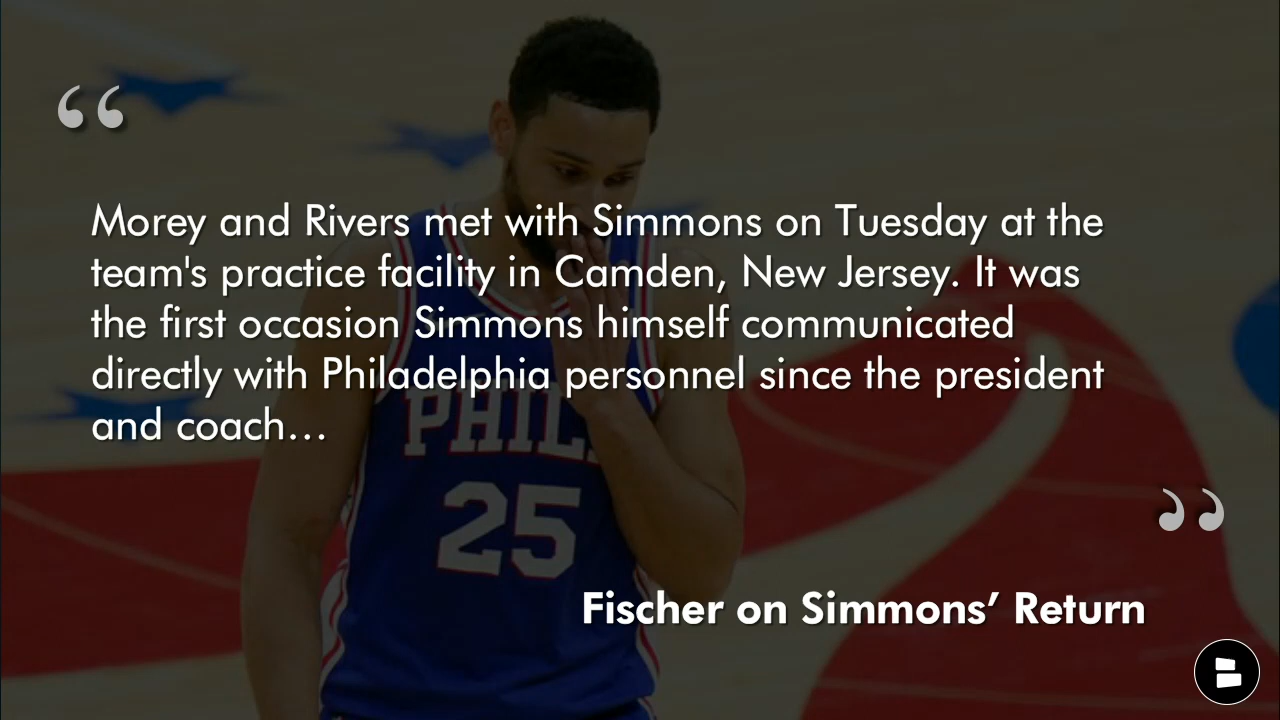 “
Morey and Rivers met with Simmons on Tuesday at the
team's practice facility in Camden, New Jersey. It was
the first occasion Simmons himself communicated
directly with Philadelphia personnel since the president
and coach…
”
PHIL
25
Fischer on Simmons’ Return